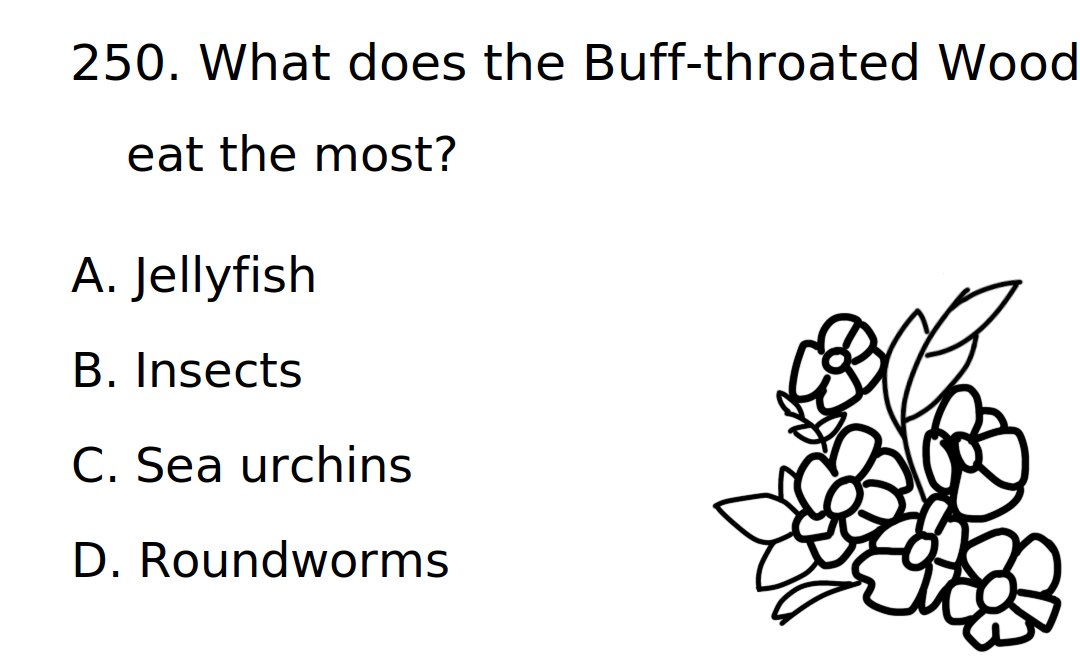 250. What does the Buff-throated Wood
eat the most?
A. Jellyfish
B. Insects
C. Sea urchins
D. Roundworms